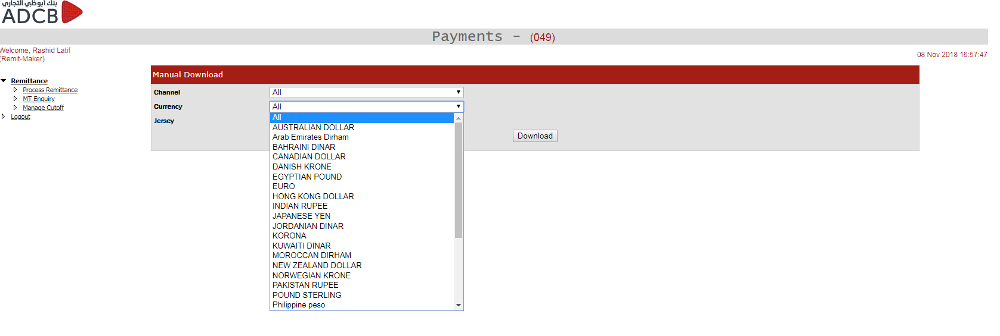 بنك أبوظبي التجاري
ADCB
Payments - (049)
Welcome, Rashid Latif
(Remit-Maker)
08 Nov 2018 16:57:47
Remittance
Process Remittance
MT Enquiry
Manage Cutoff
Logout
Manual Download
Channel All
Currency All
Jersey
All
AUSTRALIAN DOLLAR
Arab Emirates Dirham
BAHRAINI DINAR
CANADIAN DOLLAR
DANISH KRONE
EGYPTIAN POUND
EURO
HONG KONG DOLLAR
INDIAN RUPEE
JAPANESE YEN
JORDANIAN DINAR
KORONA
KUWAITI DINAR
MOROCCAN DIRHAM
NEW ZEALAND DOLLAR
NORWEGIAN KRONE
PAKISTAN RUPEE
POUND STERLING
Philippine peso
Download